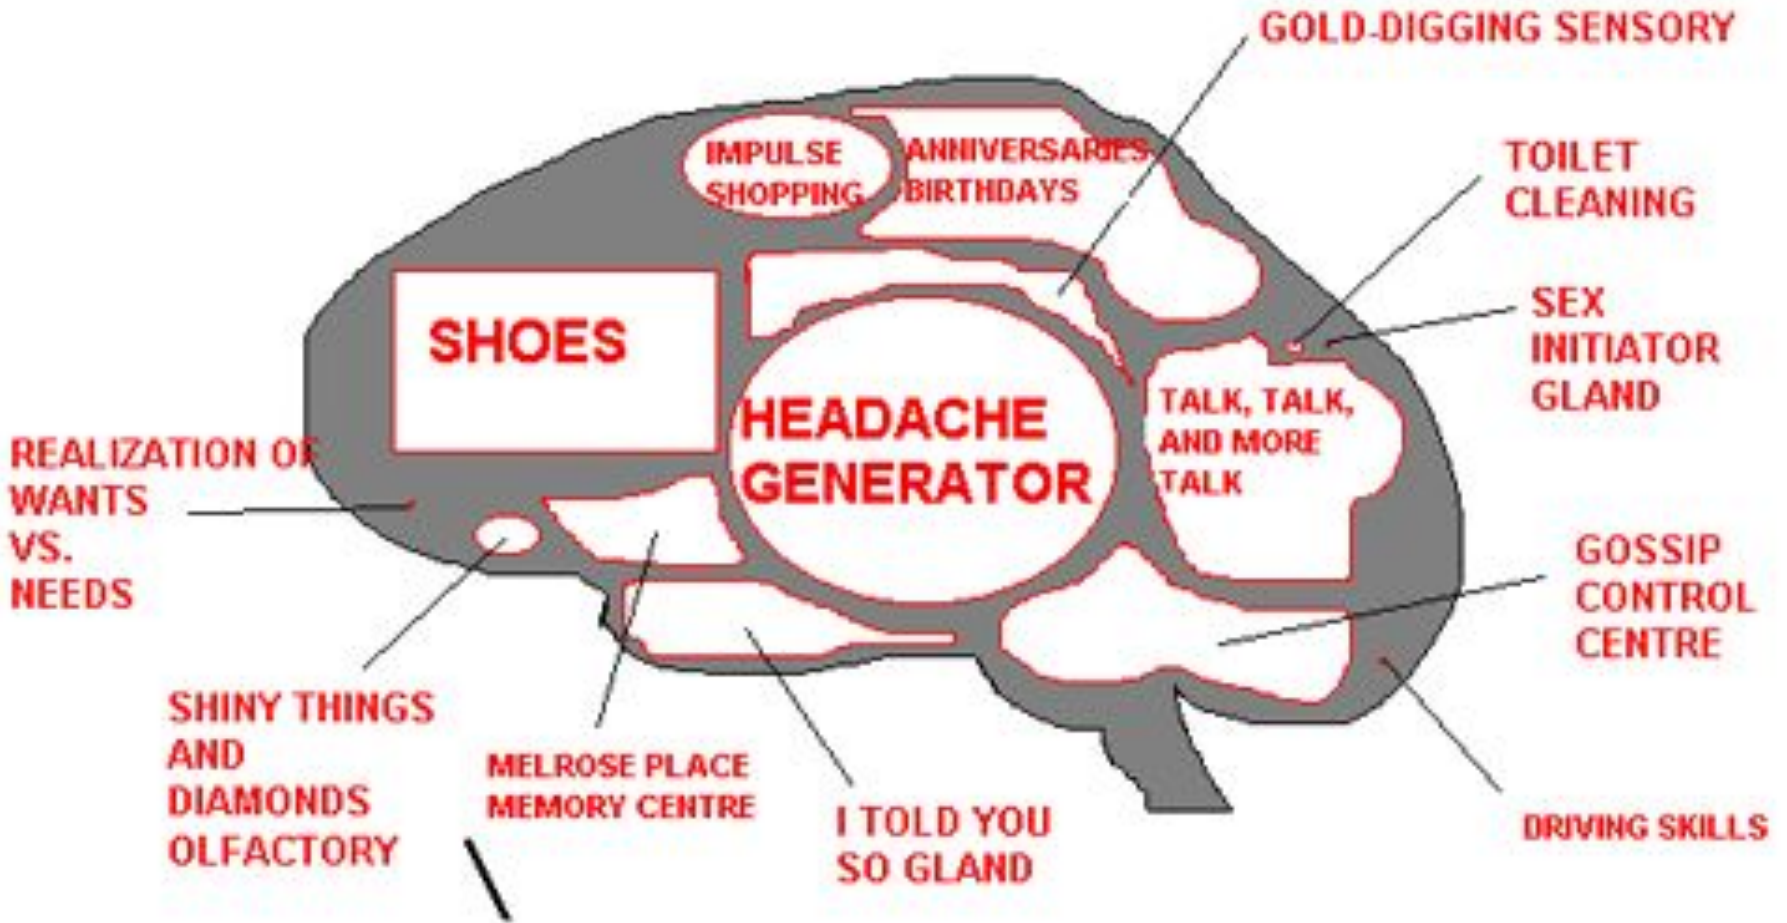 GOLD-DIGGING SENSORY
IMPULSE
SHOPPING
ANNIVERSARIES
BIRTHDAYS
TOILET
CLEANING
SEX
INITIATOR
GLAND
SHOES
HEADACHE
GENERATOR
TALK, TALK,
AND MORE
TALK
REALIZATION OF
WANTS
VS.
NEEDS
GOSSIP
CONTROL
CENTRE
SHINY THINGS
AND
DIAMONDS
OLFACTORY
MELROSE PLACE
MEMORY CENTRE
I TOLD YOU
SO GLAND
DRIVING SKILLS